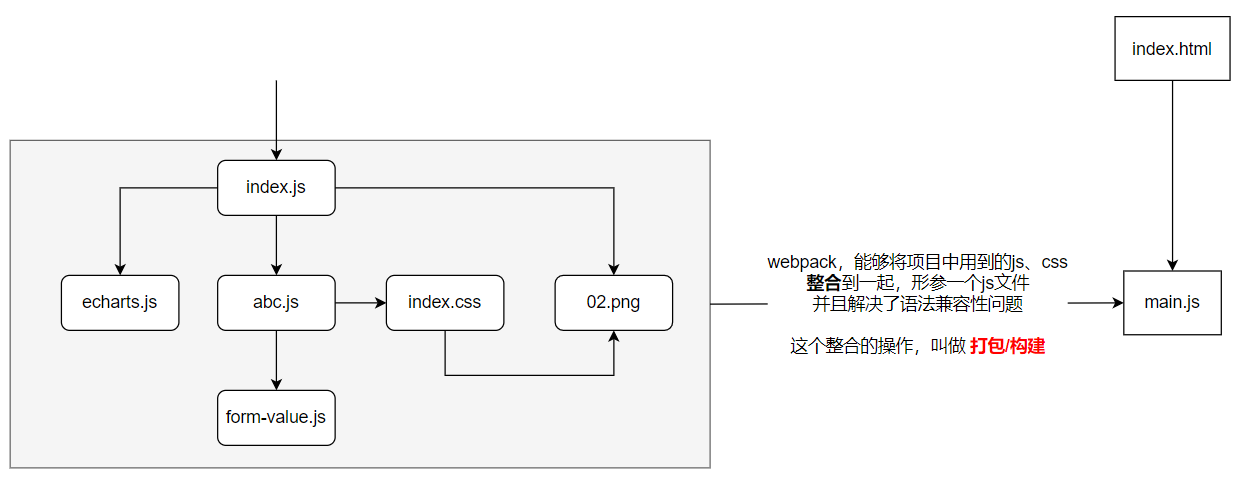 index.html
index.js
echarts.js
abc.js
index.css
02.png
form-value.js
webpack，能够将项目中用到的js、css
整合到一起，形参一个js文件
并且解决了语法兼容性问题
这个整合的操作，叫做 打包/构建
main.js